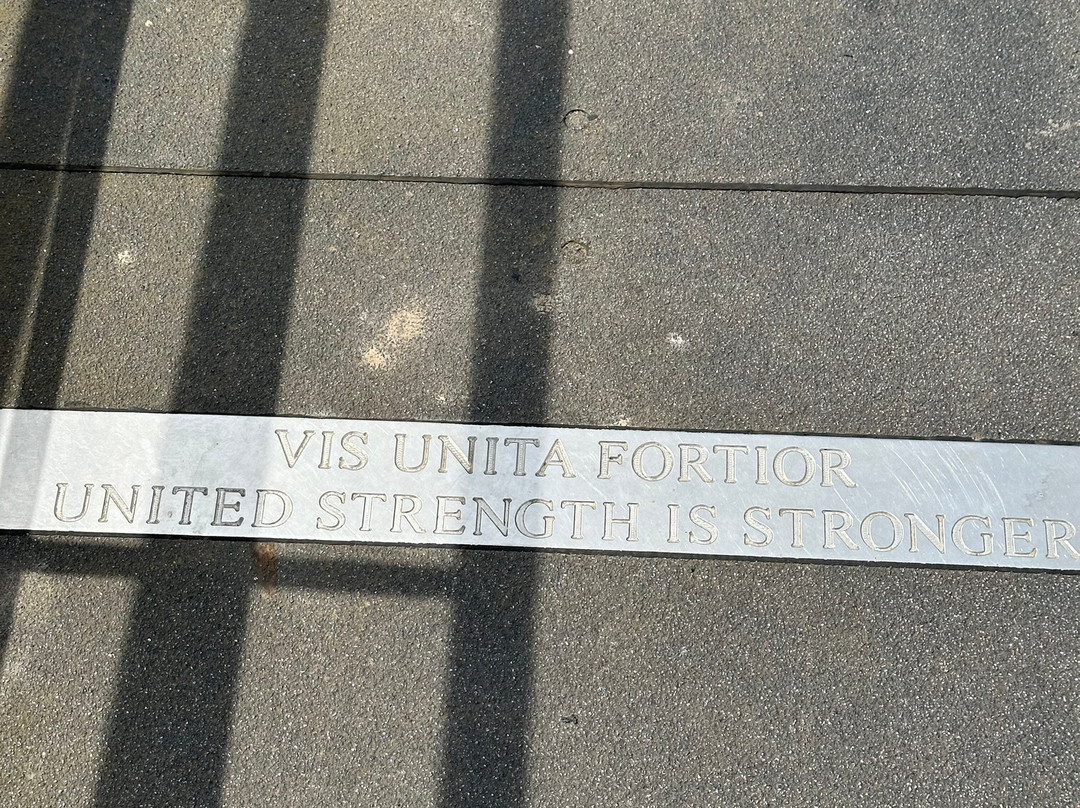 VIS UNITA FORTIOR
UNITED STRENGTH IS STRONGER